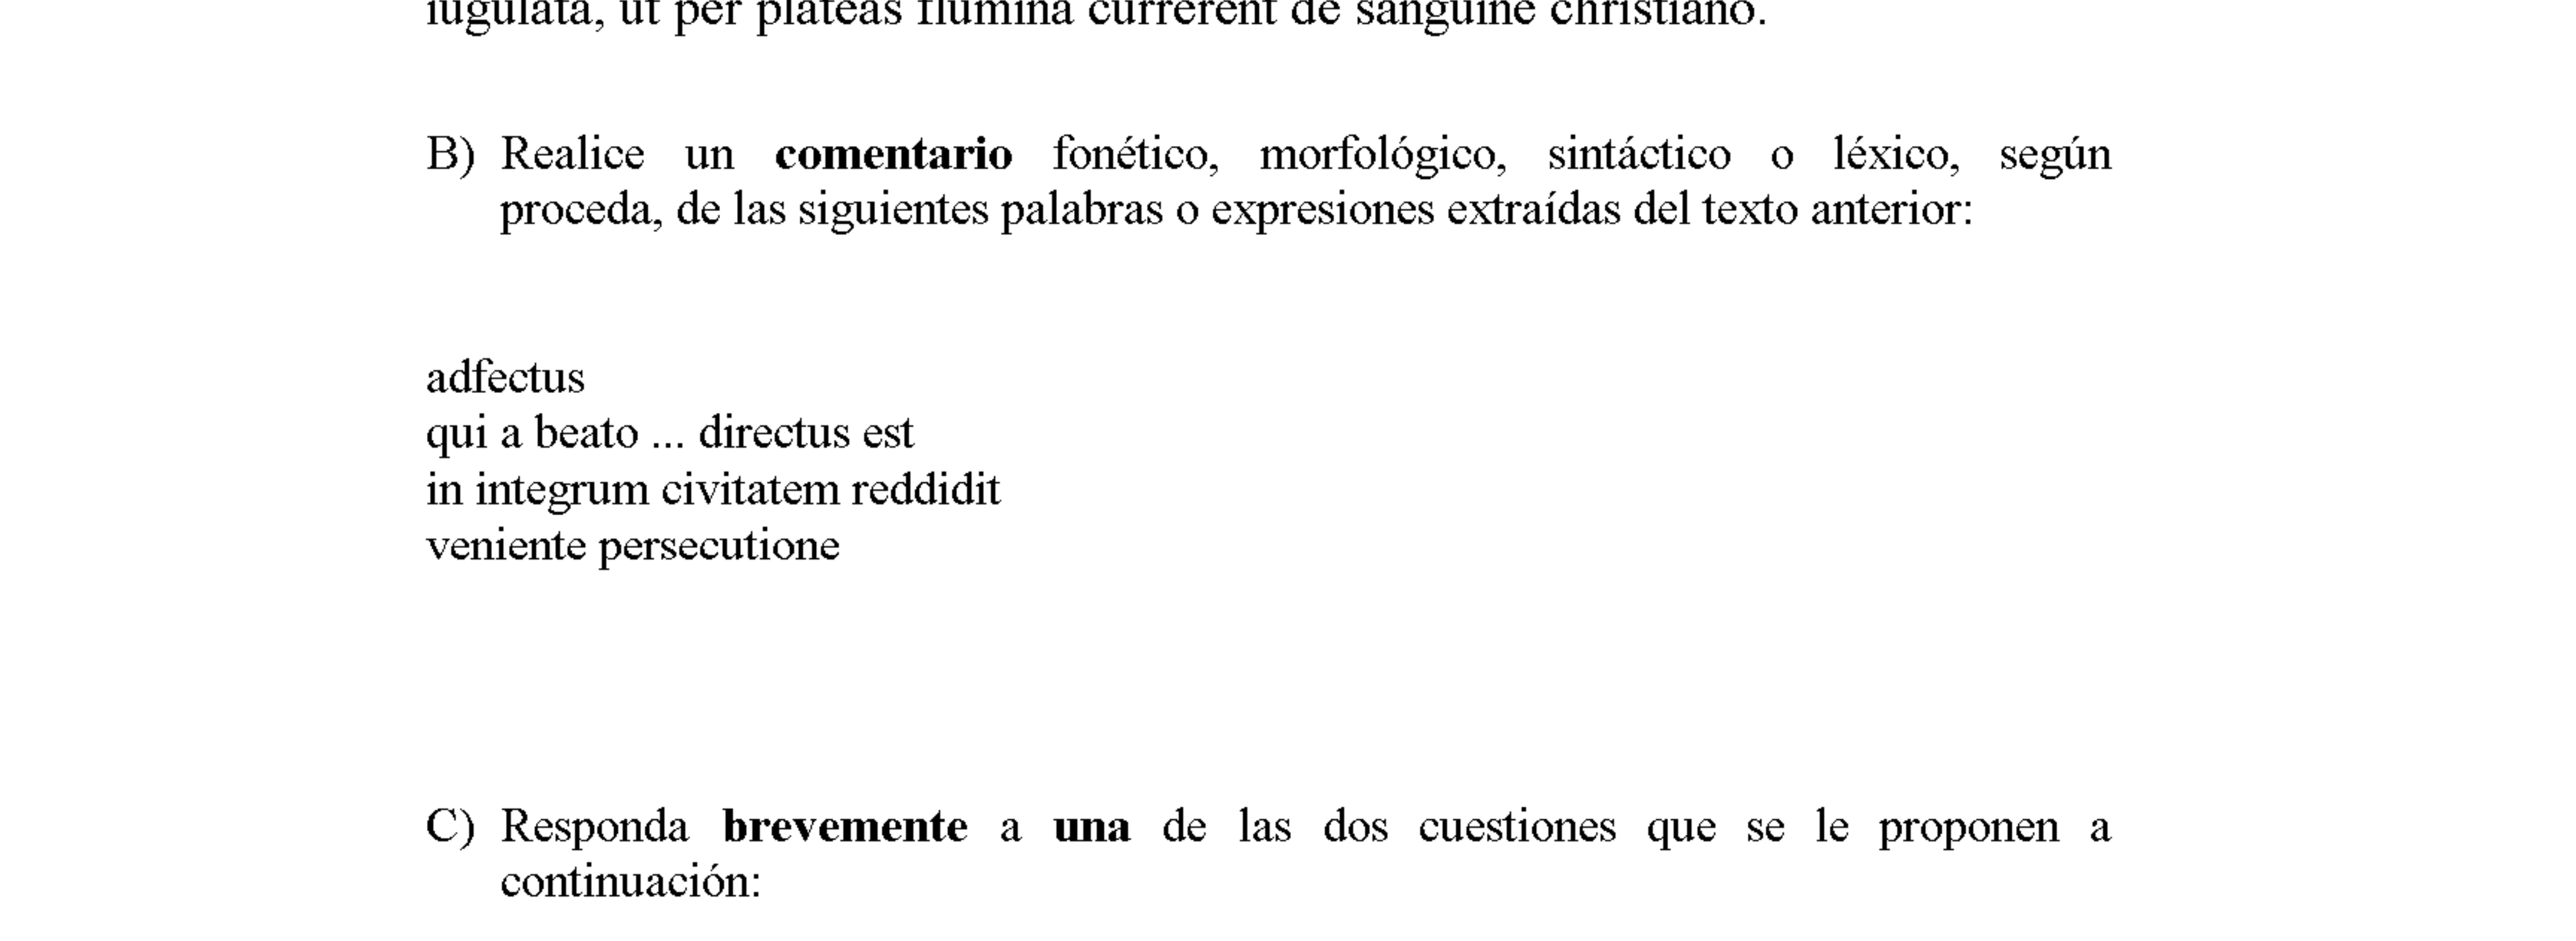 iugulata, ut per plateas flumina currerent de sanguine christiano.
B) Realice un comentario fonético, morfológico, sintáctico o léxico, según
proceda, de las siguientes palabras o expresiones extraídas del texto anterior:
adfectus
qui a beato ... directus est
in integrum civitatem reddidit
veniente persecutione
C) Responda brevemente a una de las dos cuestiones que se le proponen a
continuación: